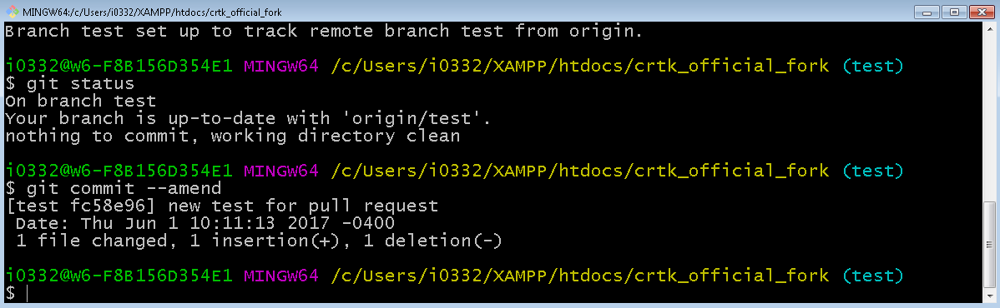 MINGW64:/c/Users/i0332/XAMPP/htdocs/crtk_official_fork
Branch test set up to track remote branch test from origin.
i0332@W6-F8B156D354E1 MINGW64 /c/Users/i0332/XAMPP/htdocs/crtk_official_fork (test)
$ git status
On branch test
Your branch is up-to-date with 'origin/test'.
nothing to commit, working directory clean
i0332@W6-F8B156D354E1 MINGW64 /c/Users/i0332/XAMPP/htdocs/crtk_official_fork (test)
$ git commit --amend
[test fc58e96] new test for pull request
 Date: Thu Jun 1 10:11:13 2017 -0400
 1 file changed, 1 insertion(+), 1 deletion(-)
i0332@W6-F8B156D354E1 MINGW64 /c/Users/i0332/XAMPP/htdocs/crtk_official_fork (test)
$